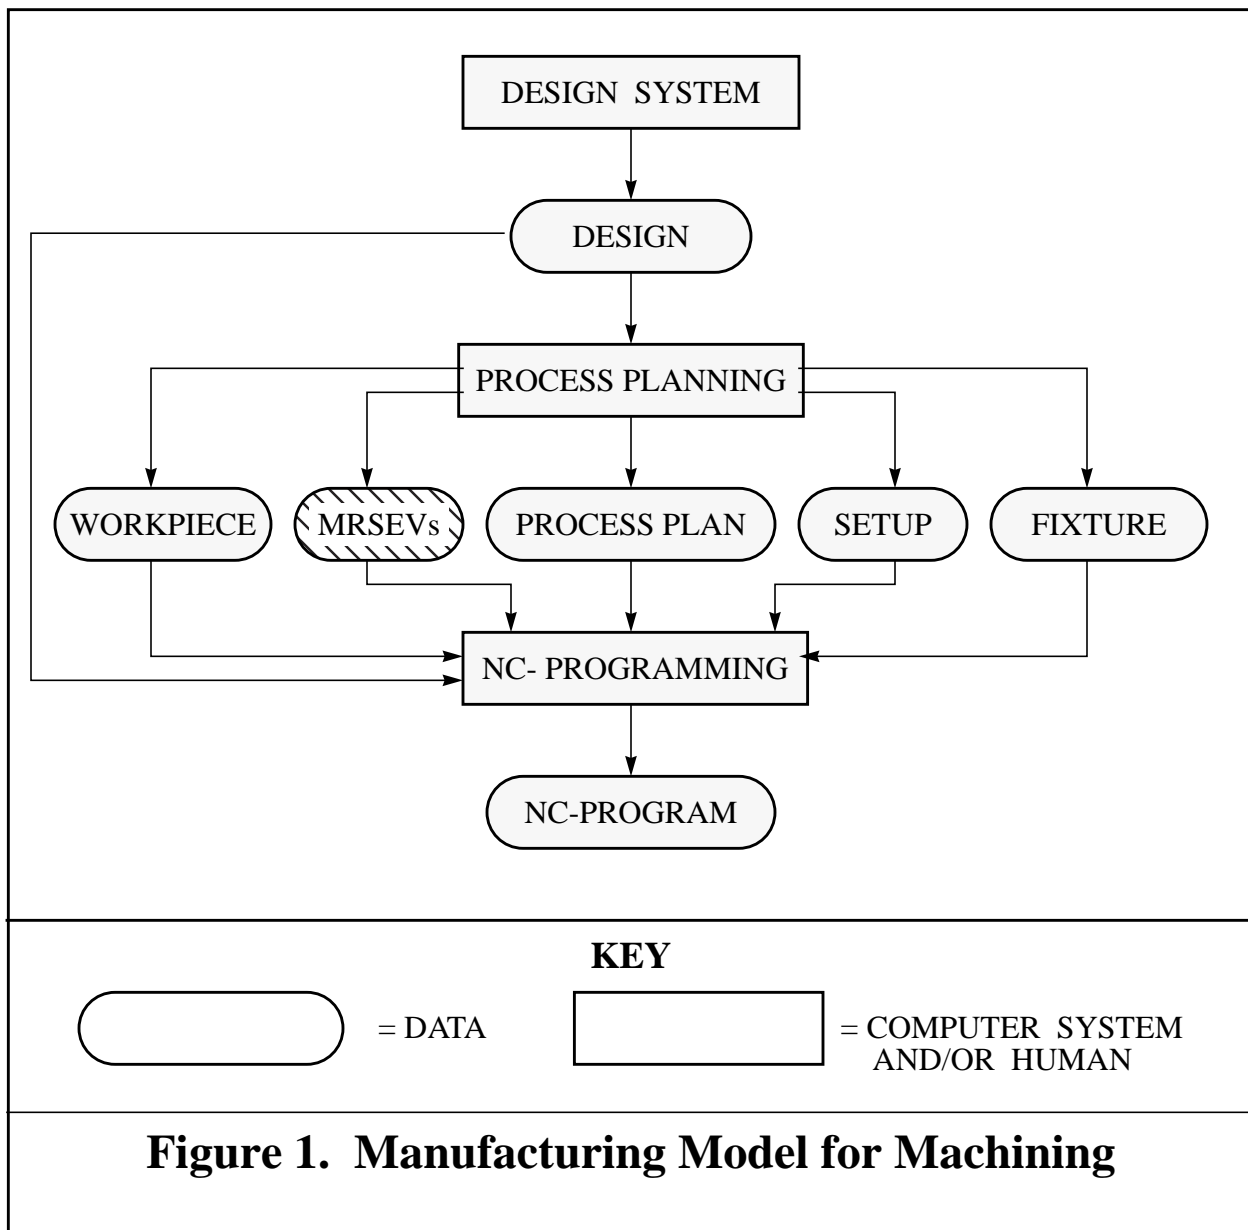 DESIGN SYSTEM
DESIGN
PROCESS PLANNING
WORKPIECE
MRSEVs
PROCESS PLAN
SETUP
FIXTURE
NC- PROGRAMMING
NC-PROGRAM
KEY
= DATA
= COMPUTER SYSTEM
AND/OR HUMAN
Figure 1. Manufacturing Model for Machining